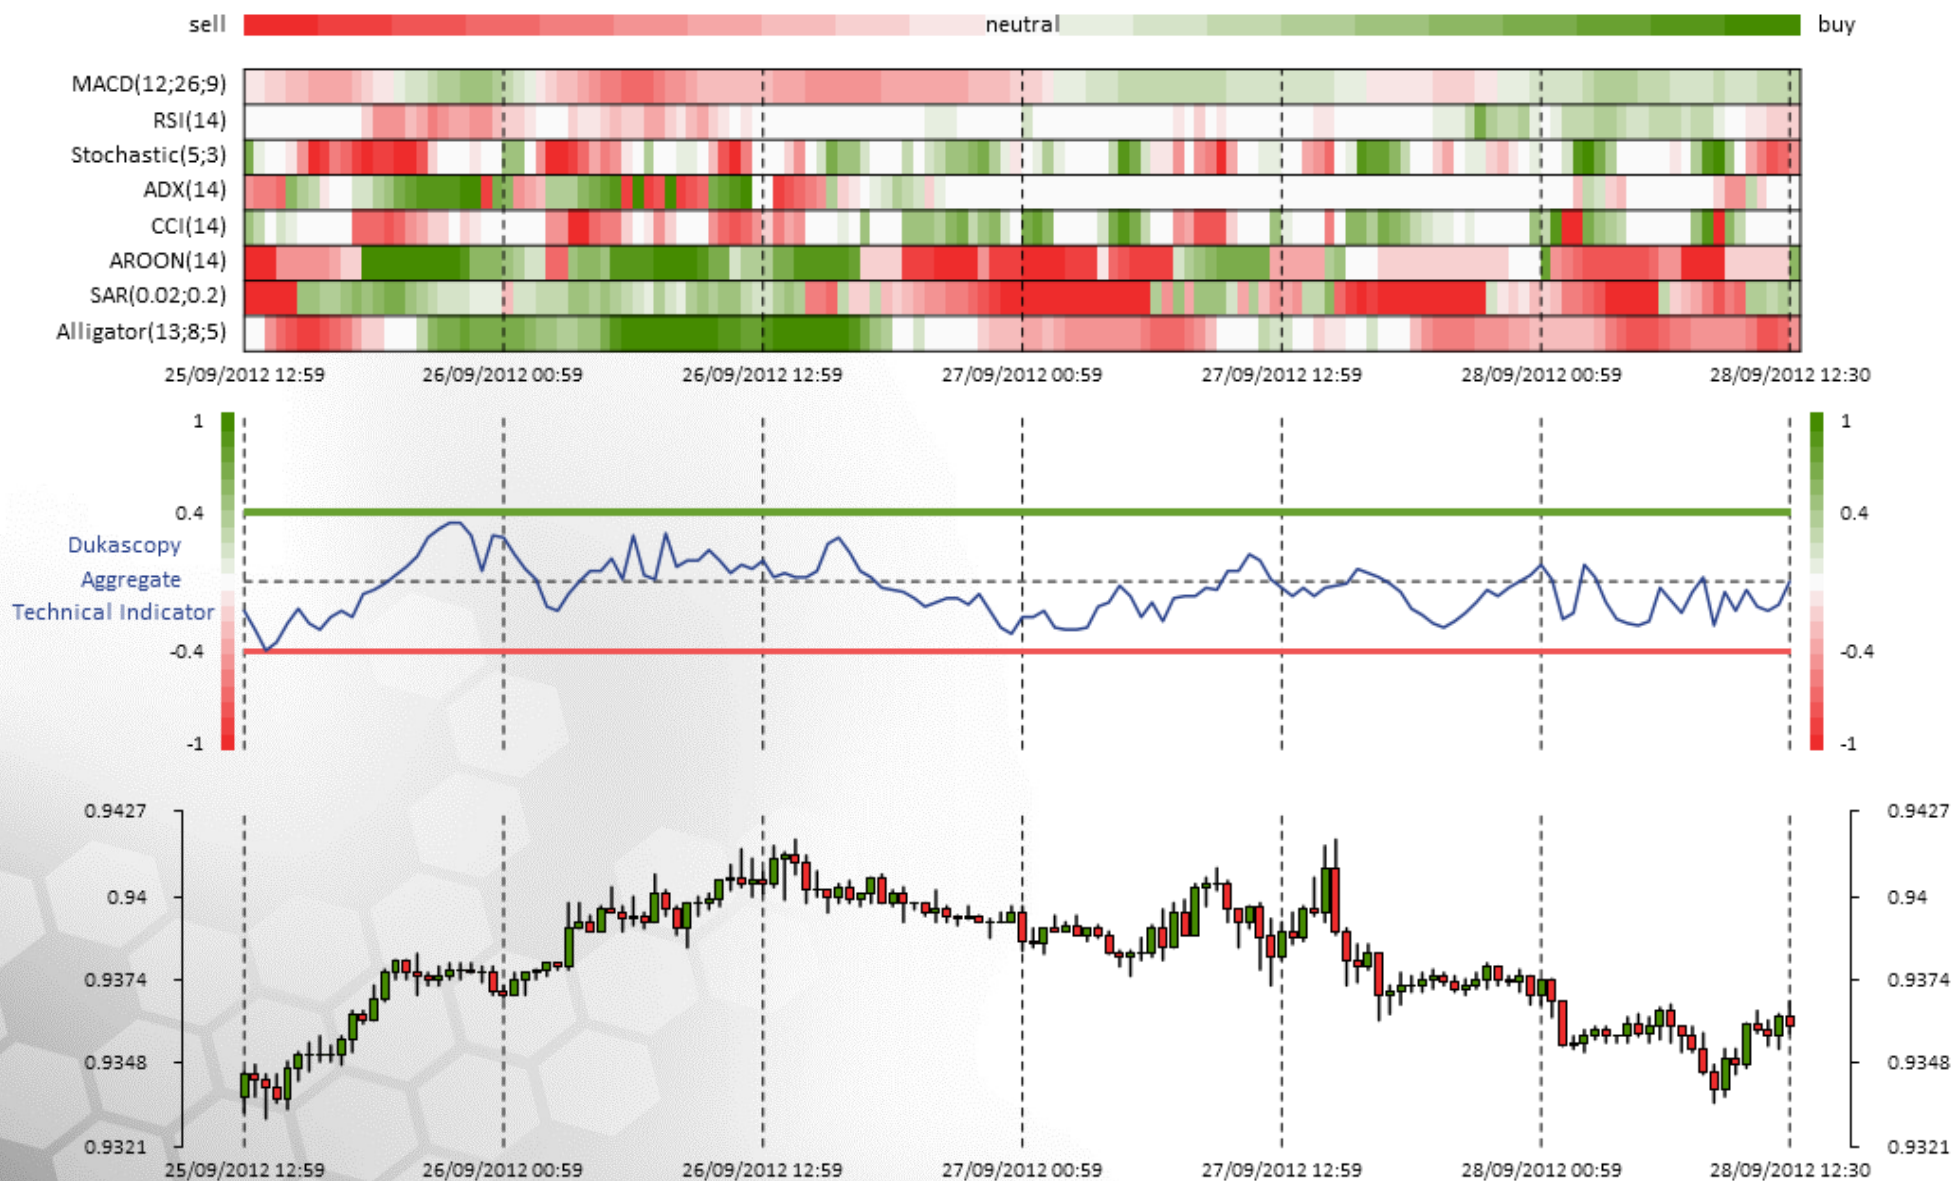 sell neutral buy
MACD(12;26;9)
RSI(14)
Stochastic(5;3)
ADX(14)
CCI(14)
AROON(14)
SAR(0.02;0.2)
Alligator(13;8;5)
25/09/2012 12:59 26/09/2012 00:59 26/09/2012 12:59 27/09/2012 00:59 27/09/2012 12:59 28/09/2012 00:59 28/09/2012 12:30
1 1
0.4 0.4
Dukascopy
Aggregate
Technical Indicator
-0.4 -0.4
-1 -1
0.9427 0.9427
0.94 0.94
0.9374 0.9374
0.9348 0.9348
0.9321 0.9321
25/09/2012 12:59 26/09/2012 00:59 26/09/2012 12:59 27/09/2012 00:59 27/09/2012 12:59 28/09/2012 00:59 28/09/2012 12:30